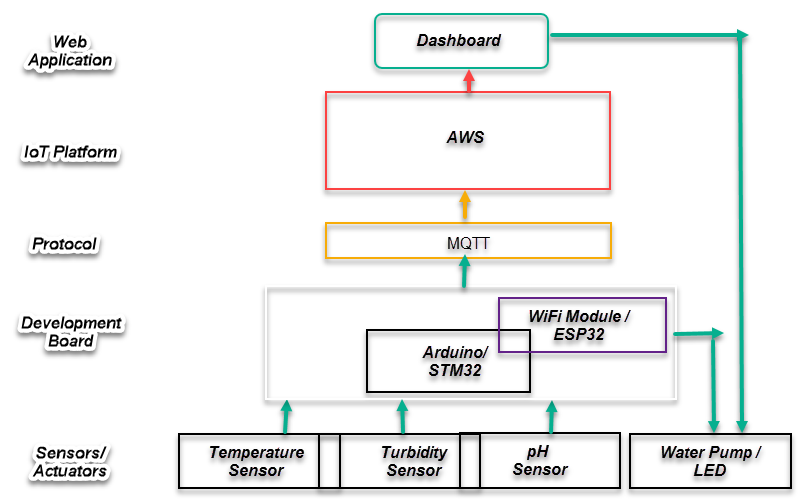 Web
Application
Dashboard
IoT Platform
AWS
Protocol
MQTT
Development
Board
WiFi Module /
ESP32
Arduino/
STM32
Sensors/
Actuators
Temperature
Sensor
Turbidity
Sensor
pH
Sensor
Water Pump /
LED